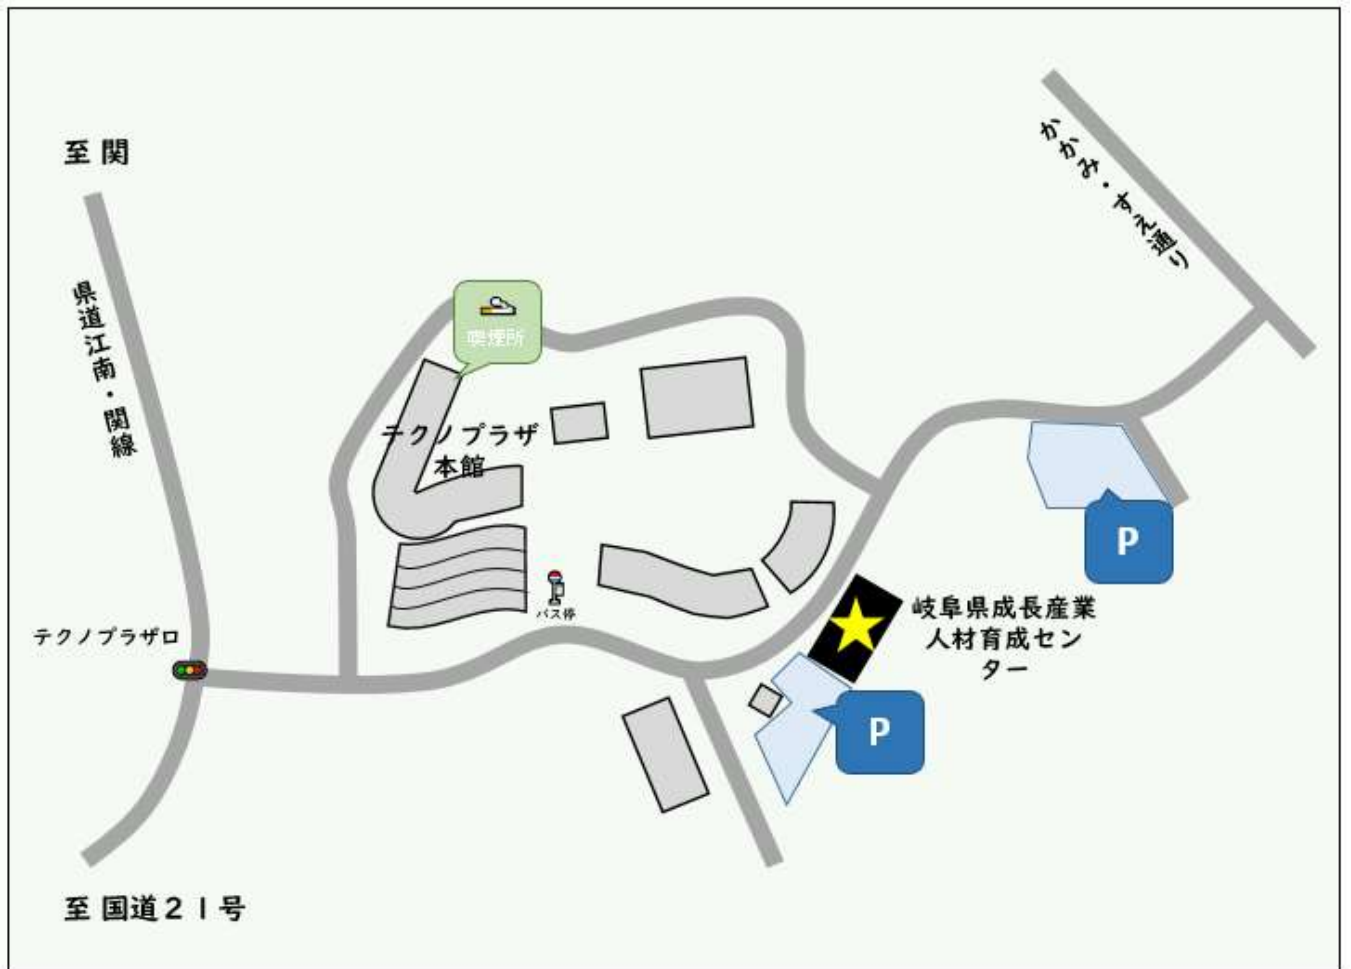 至 関
かかみ・すえ通り
県道江南・関線
喫煙所
テクノプラザ
本館
バス停
テクノプラザ口
岐阜県成長産業
人材育成セン
ター
P
P
至 国道２１号